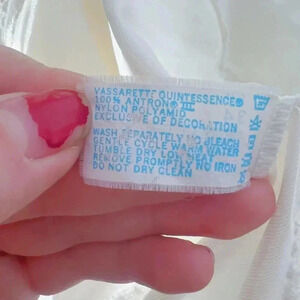 VASSARETTE QUINTESSENCE®
100% ANTRON® III
NYLON POLYAMID
EXCLUSIVE OF DECORATION
WASH SEPARATELY NO BLEACH
GENTLE CYCLE WARM WATER
TUMBLE DRY LOW HEAT
REMOVE PROMPTLY NO IRON
DO NOT DRY CLEAN